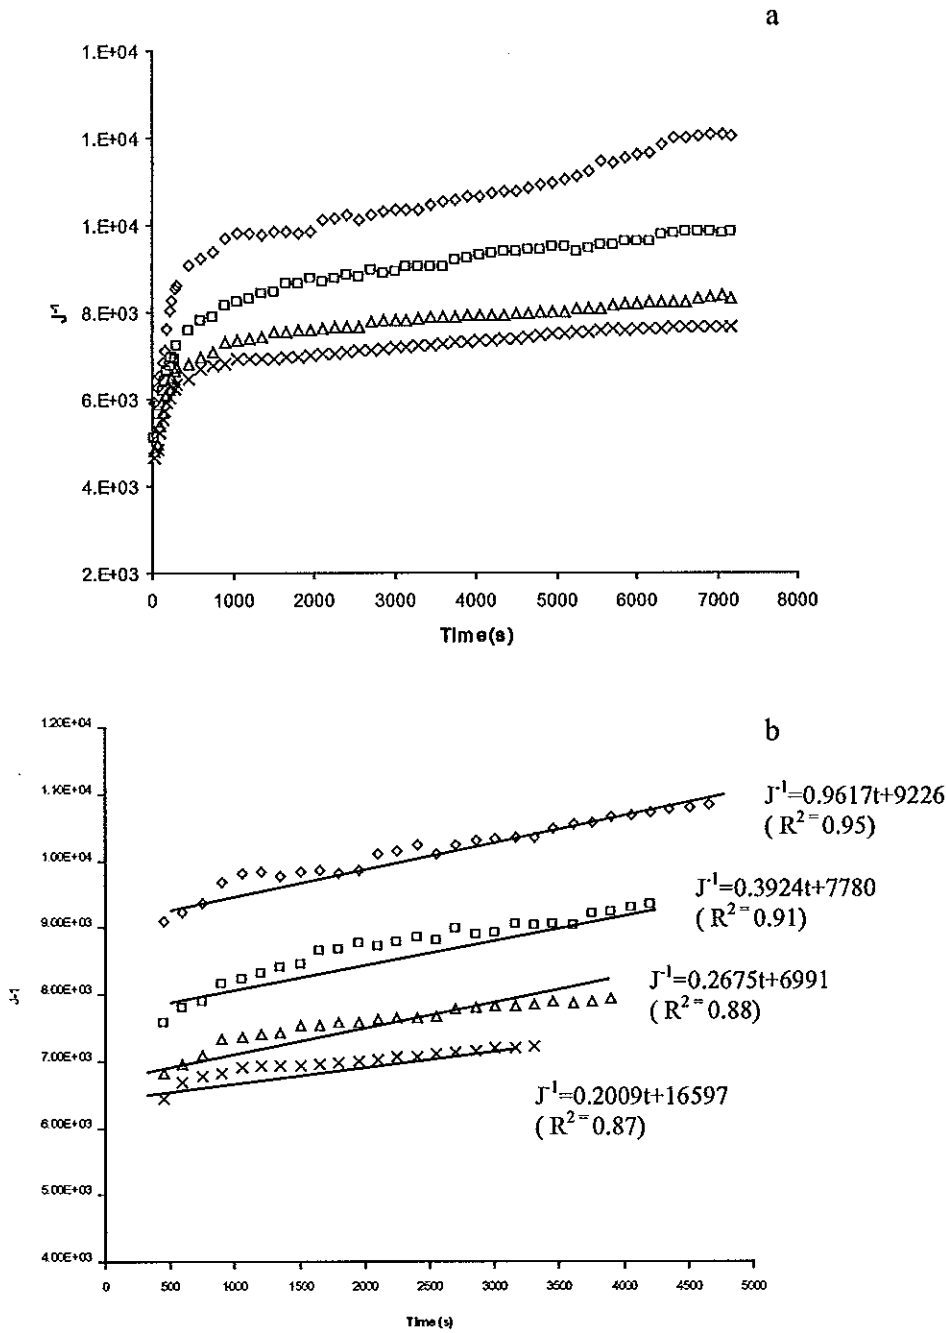 a
1.E+04
1.E+04
1.E+04
8.E+03
6.E+03
4.E+03
2.E+03
J-1
0 1000 2000 3000 4000 5000 6000 7000 8000
Time(s)
b
1.20E+04
1.10E+04
1.00E+04
9.00E+03
8.00E+03
7.00E+03
6.00E+03
5.00E+03
4.00E+03
J-1
J-1=0.9617t+9226
( R2 = 0.95)
J-1=0.3924t+7780
( R2 = 0.91)
J-1=0.2675t+6991
( R2 = 0.88)
J-1=0.2009t+16597
( R2 = 0.87)
0 500 1000 1500 2000 2500 3000 3500 4000 4500 5000
Time(s)